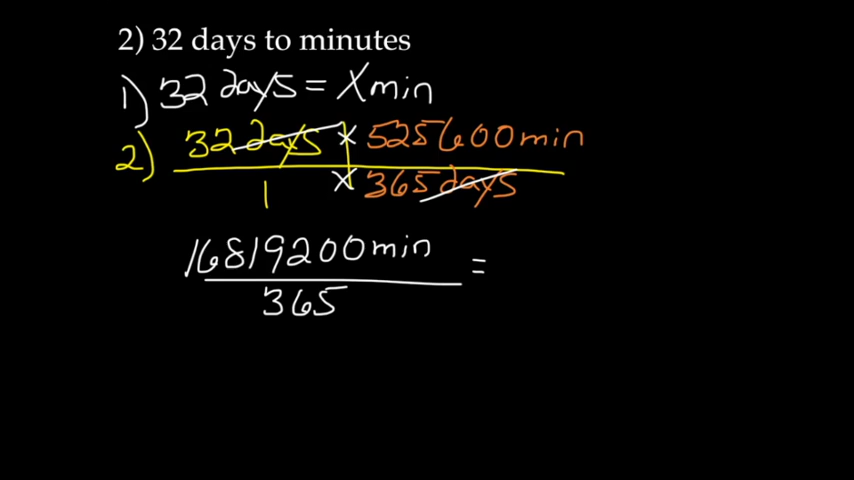 2) 32 days to minutes
1) 32 days = X min
2) 32 days × 525600 min
1 × 365 days
16819200 min =
365